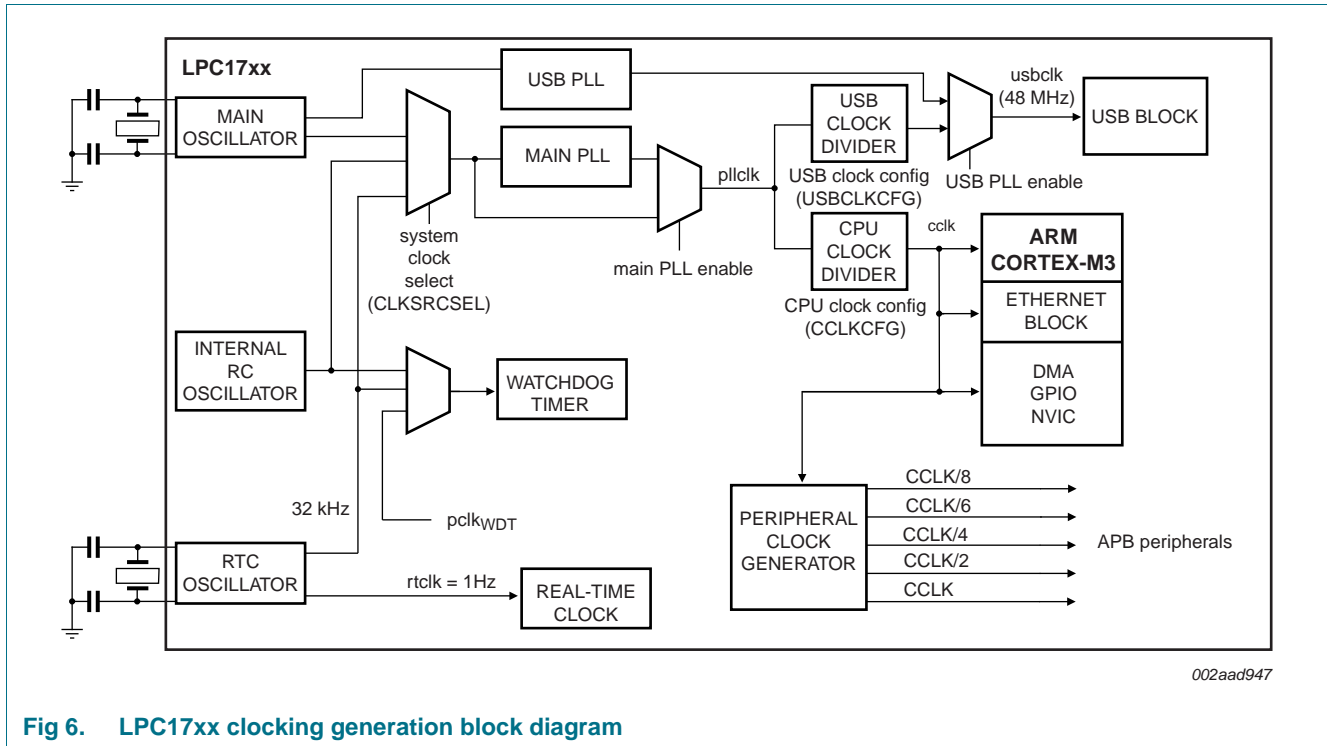 LPC17xx
MAIN
OSCILLATOR
USB PLL
MAIN PLL
system
clock
select
(CLKSRCSEL)
main PLL enable
pllclk
USB
CLOCK
DIVIDER
USB clock config
(USBCLKCFG)
usbclk
(48 MHz)
USB BLOCK
USB PLL enable
CPU
CLOCK
DIVIDER
CPU clock config
(CCLKCFG)
cclk
ARM
CORTEX-M3
ETHERNET
BLOCK
DMA
GPIO
NVIC
INTERNAL
RC
OSCILLATOR
WATCHDOG
TIMER
32 kHz
pclkWDT
RTC
OSCILLATOR
rtclk = 1Hz
REAL-TIME
CLOCK
PERIPHERAL
CLOCK
GENERATOR
CCLK/8
CCLK/6
CCLK/4
CCLK/2
CCLK
APB peripherals
002aad947
Fig 6. LPC17xx clocking generation block diagram